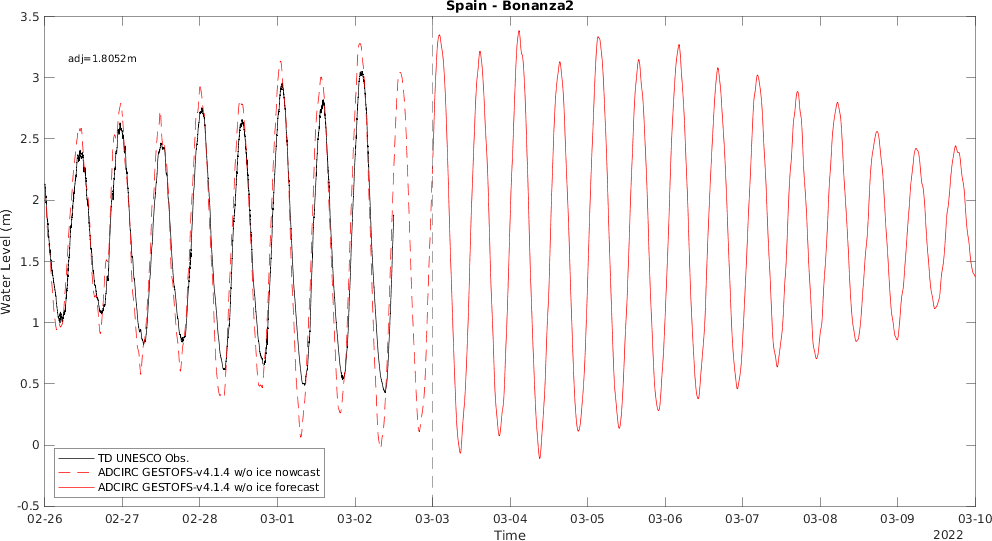 Spain - Bonanza2
3.5
adj=1.8052m
3
2.5
2
1.5
1
0.5
0
-0.5
Water Level (m)
TD UNESCO Obs.
ADCIRC GESTOFS-v4.1.4 w/o ice nowcast
ADCIRC GESTOFS-v4.1.4 w/o ice forecast
02-26 02-27 02-28 03-01 03-02 03-03 03-04 03-05 03-06 03-07 03-08 03-09 03-10
Time
2022